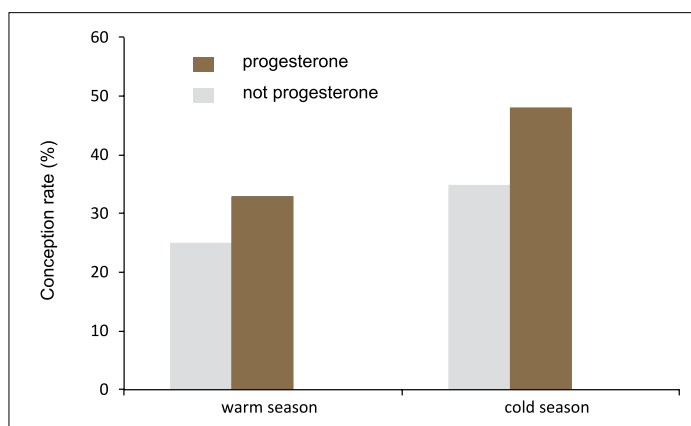 60
progesterone
not progesterone
50
40
30
20
10
0
Conception rate (%)
warm season
cold season